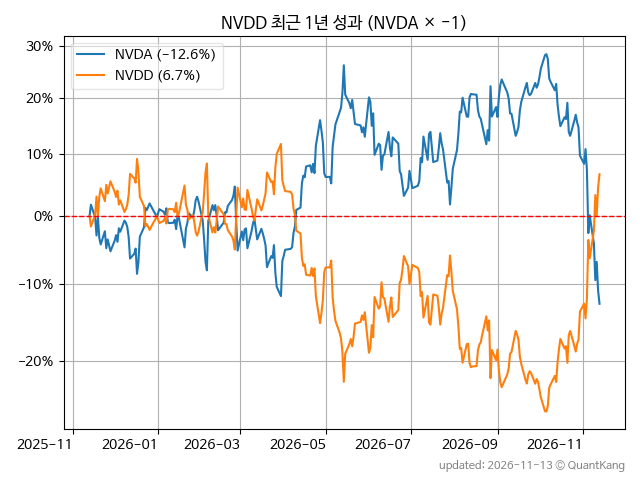 NVDD 최근 1년 성과 (NVDA × −1)
NVDA (−12.6%)
NVDD (6.7%)
30%
20%
10%
0%
−10%
−20%
2025−11 2026−01 2026−03 2026−05 2026−07 2026−09 2026−11
updated: 2026−11−13 © QuantKang